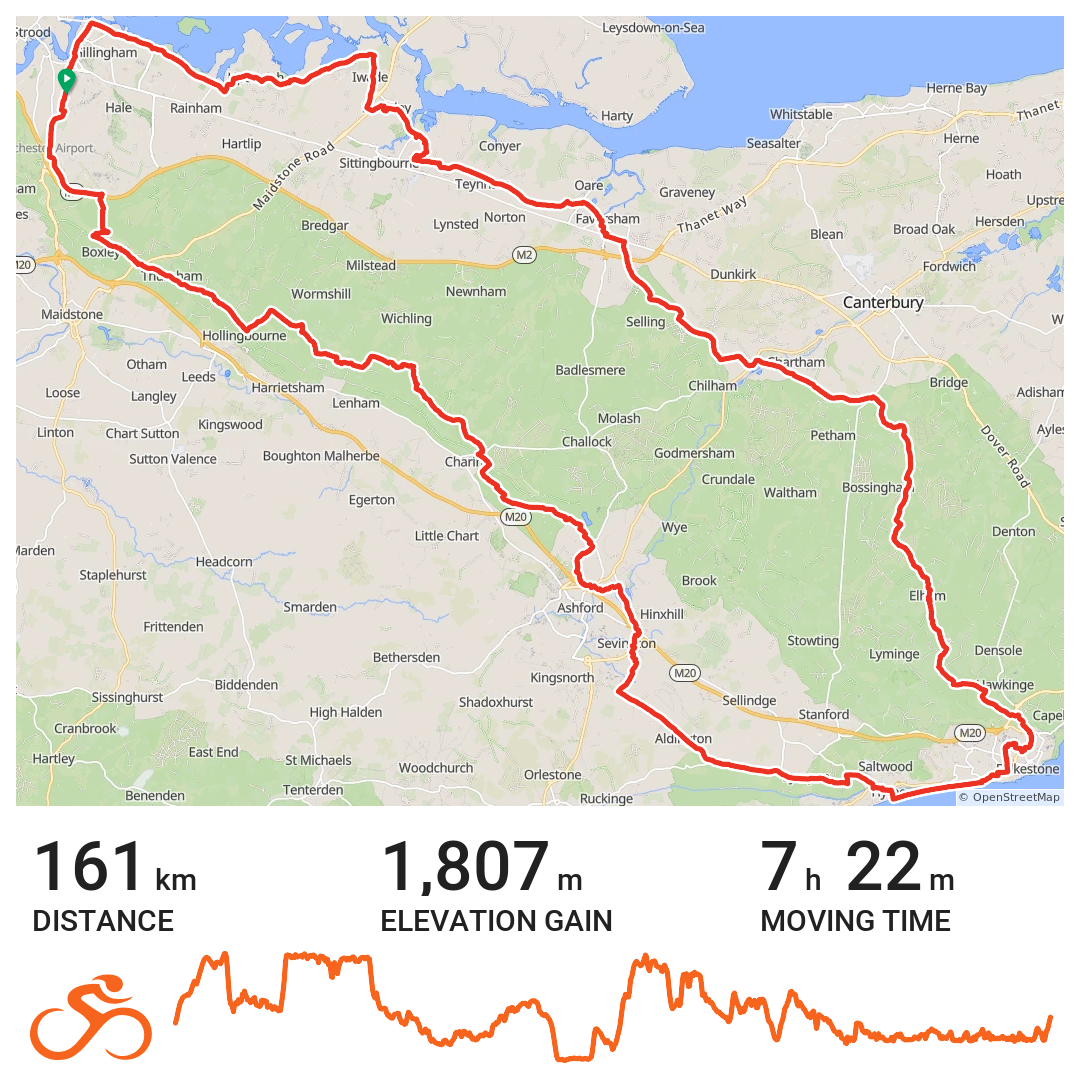 Strood
Leysdown-on-Sea
Gillingham
Iwade
Herne Bay
Hale
Rainham
Harty
Whitstable
Thanet
Herne
Seasalter
Hartlip
Airport
Conyer
Maidstone Road
Sittingbourne
Hoath
Oare
Graveney
Thanet Way
Lynsted
Norton
Faversham
Bredgar
Blean
Broad Oak
Hersden
Boxley
M2
Fordwich
M20
Milstead
Dunkirk
Thurnham
Wormshill
Newnham
Canterbury
Maidstone
Wichling
Selling
Hollingbourne
Otham
Leeds
Harrietsham
Badlesmere
Chartham
Chilham
Bridge
Loose
Langley
Lenham
Adisham
Linton
Chart Sutton
Kingswood
Molash
Dover Road
Petham
Challock
Sutton Valence
Boughton Malherbe
Charing
Godmersham
Crundale
Waltham
Bossingham
Egerton
M20
Wye
Denton
Little Chart
Marden
Headcorn
Staplehurst
Brook
Elham
Smarden
Ashford
Hinxhill
Frittenden
Sevington
Stowting
Lyminge
Densole
Bethersden
Kingsnorth
M20
Hawkinge
Biddenden
Sissinghurst
Shadoxhurst
Sellindge
High Halden
Stanford
Cranbrook
M20
Aldington
East End
Hartley
St Michaels
Woodchurch
Saltwood
Orlestone
Folkestone
Tenterden
Benenden
Ruckinge
© OpenStreetMap
161 km
1,807 m
7 h 22 m
DISTANCE
ELEVATION GAIN
MOVING TIME